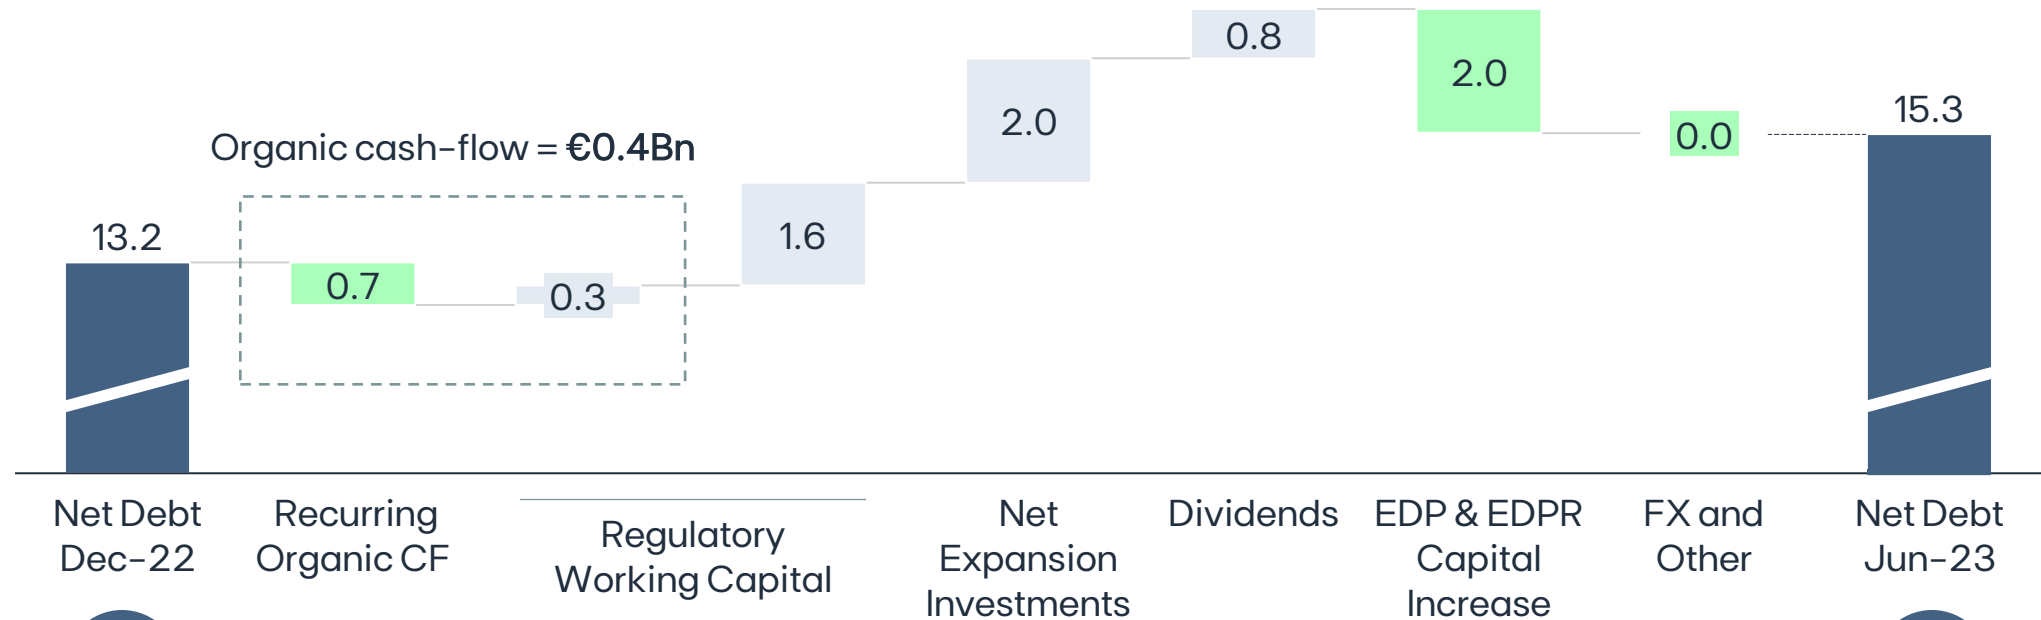 0.8
2.0
2.0
15.3
0.0
Organic cash-flow = €0.4Bn
13.2
1.6
0.7
0.3
Net Debt
Dec-22
Recurring
Organic CF
Regulatory
Working Capital
Net
Expansion
Investments
Dividends
EDP & EDPR
Capital
Increase
FX and
Other
Net Debt
Jun-23